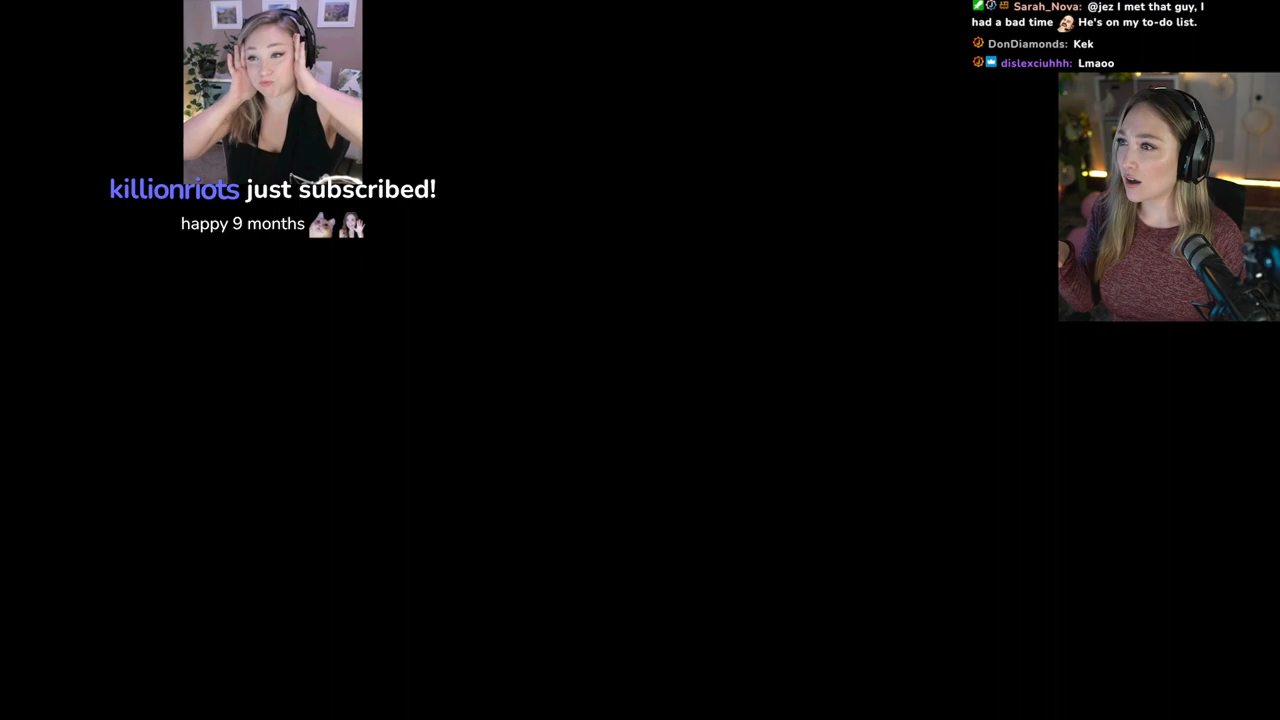 killionriots just subscribed!
happy 9 months
Sarah_Nova: @jez I met that guy, I
had a bad time He's on my to-do list.
DonDiamonds: Kek
dislexciuhhh: Lmaoo